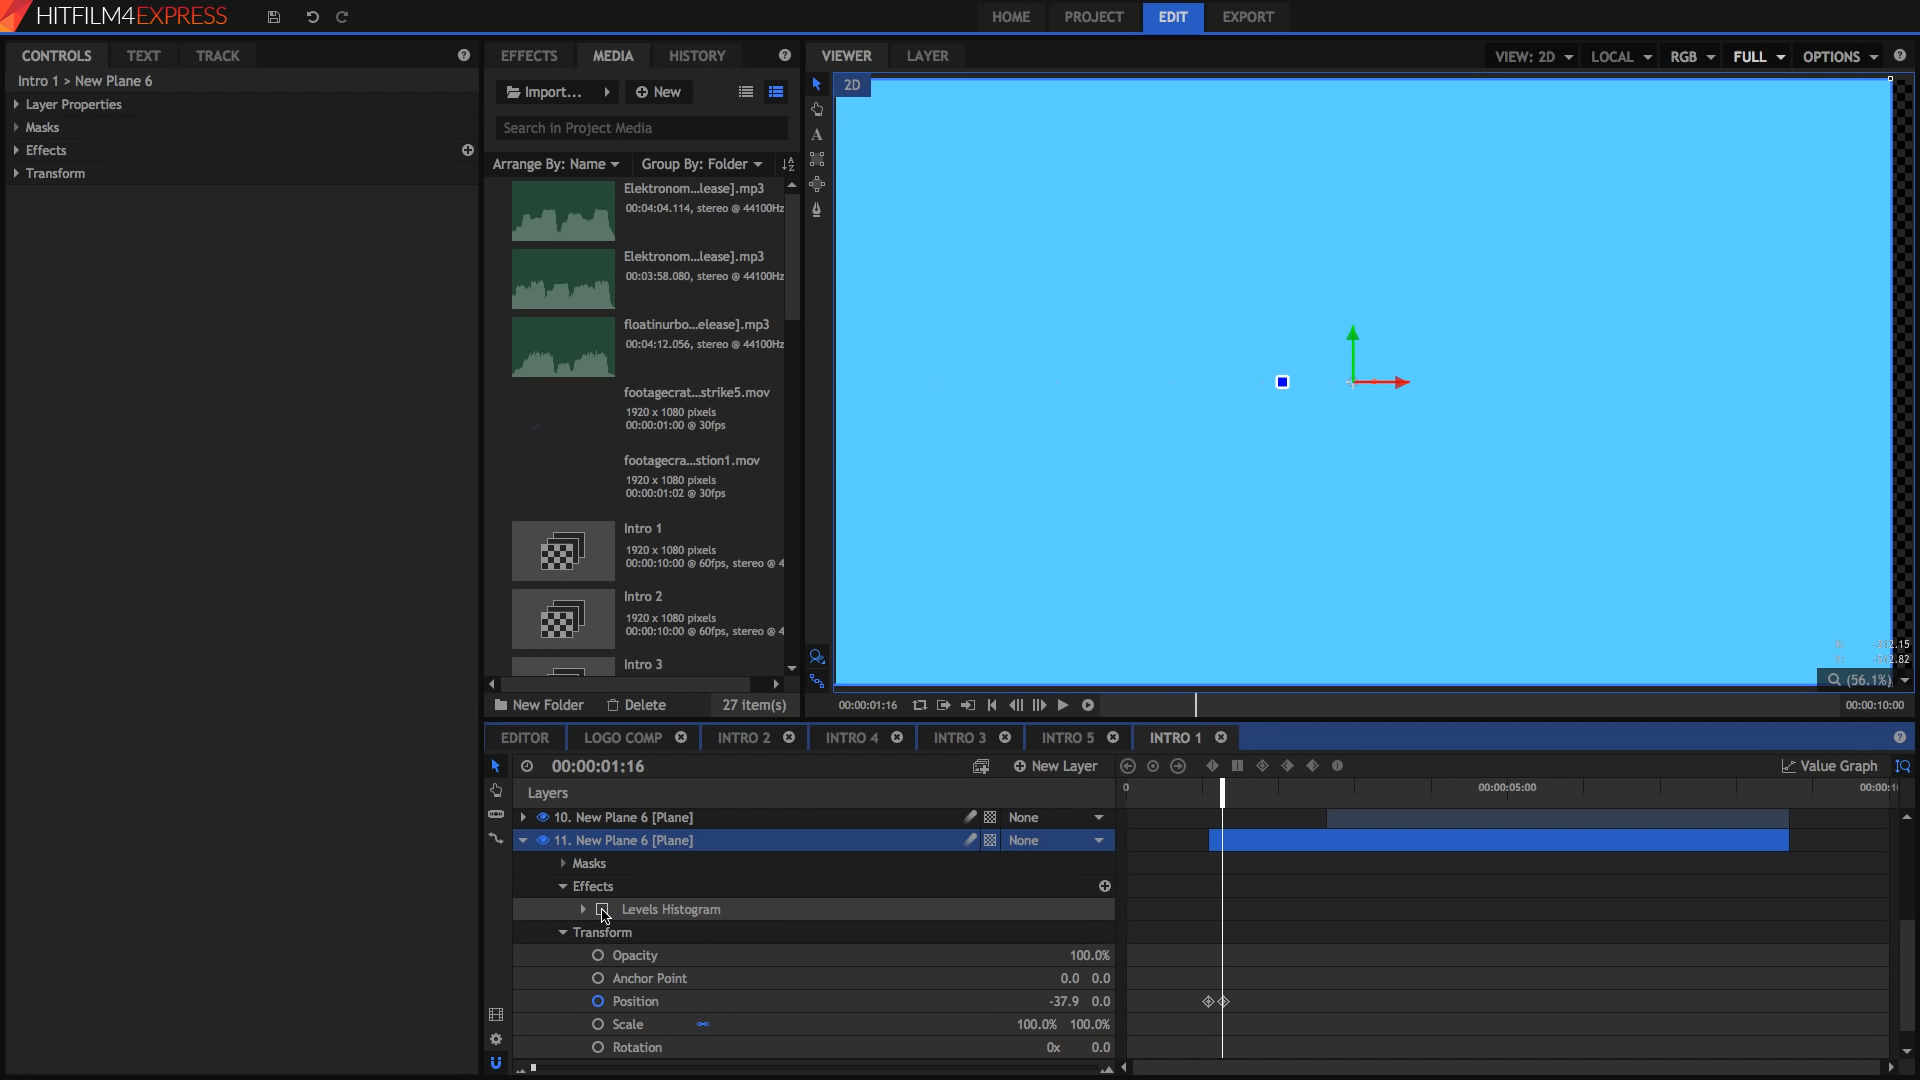 HITFILM4EXPRESS
HOME
PROJECT
EDIT
EXPORT
CONTROLS
TEXT
TRACK
Intro 1 > New Plane 6
Layer Properties
Masks
Effects
Transform
EFFECTS
MEDIA
HISTORY
Import...
New
Search in Project Media
Arrange By: Name
Group By: Folder
Elektronom...lease].mp3
00:04:04.114, stereo @ 44100Hz
Elektronom...lease].mp3
00:03:58.080, stereo @ 44100Hz
floatinurbo...elease].mp3
00:04:12.056, stereo @ 44100Hz
footagecrat...strike5.mov
1920 x 1080 pixels
00:00:01:00 @ 30fps
footagecra...stion1.mov
1920 x 1080 pixels
00:00:01:02 @ 30fps
Intro 1
1920 x 1080 pixels
00:00:10:00 @ 60fps, stereo @ 4
Intro 2
1920 x 1080 pixels
00:00:10:00 @ 60fps, stereo @ 4
Intro 3
New Folder
Delete
27 item(s)
VIEWER
LAYER
VIEW: 2D
LOCAL
RGB
FULL
OPTIONS
2D
(56.1%)
00:00:01:16
00:00:10:00
EDITOR
LOGO COMP
INTRO 2
INTRO 4
INTRO 3
INTRO 5
INTRO 1
00:00:01:16
New Layer
Value Graph
Layers
0
00:00:05:00
00:00:1
10. New Plane 6 [Plane]
None
11. New Plane 6 [Plane]
None
Masks
Effects
Levels Histogram
Transform
Opacity
100.0%
Anchor Point
0.0 0.0
Position
-37.9 0.0
Scale
100.0% 100.0%
Rotation
0x 0.0